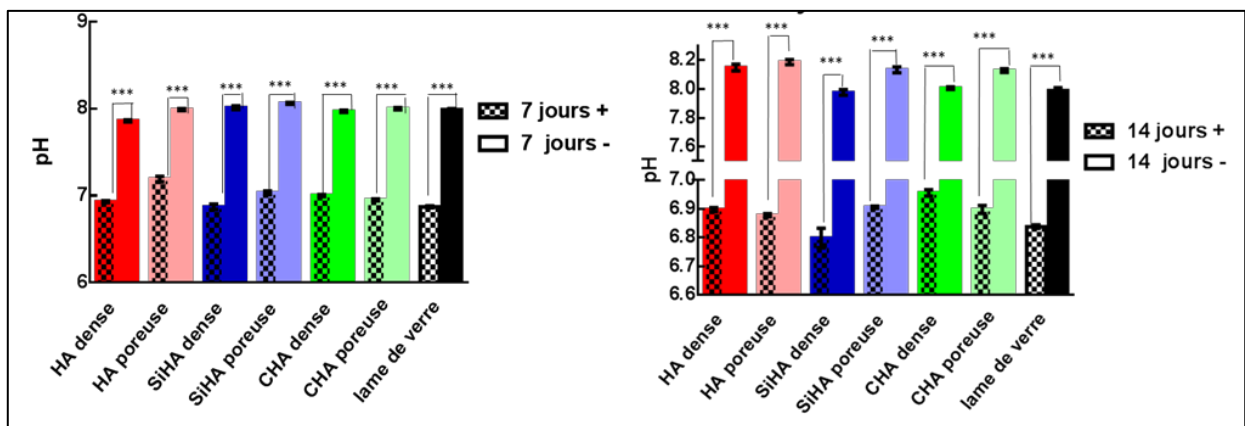 9
8
7
6
pH
***
***
***
***
***
***
***
7 jours +
7 jours -
HA dense
HA poreuse
SiHA dense
SiHA poreuse
CHA dense
CHA poreuse
lame de verre
8.2
8.0
7.8
7.6
7.0
6.9
6.8
6.7
6.6
pH
***
***
***
***
***
***
***
14 jours +
14 jours -
HA dense
HA poreuse
SiHA dense
SiHA poreuse
CHA dense
CHA poreuse
lame de verre